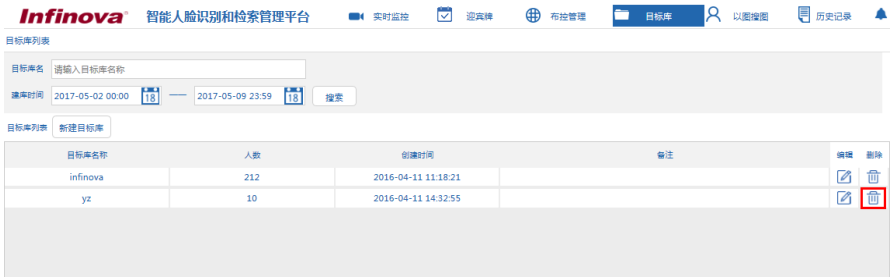 Infinova® 智能人脸识别和检索管理平台 实时监控 迎宾牌 布控管理 目标库 以图搜图 历史记录
目标库列表
目标库名 请输入目标库名称
建库时间 2017-05-02 00:00 18 —— 2017-05-09 23:59 18 搜索
目标库列表 新建目标库
目标库名称 人数 创建时间 备注 编辑 删除
infinova 212 2016-04-11 11:18:21
yz 10 2016-04-11 14:32:55